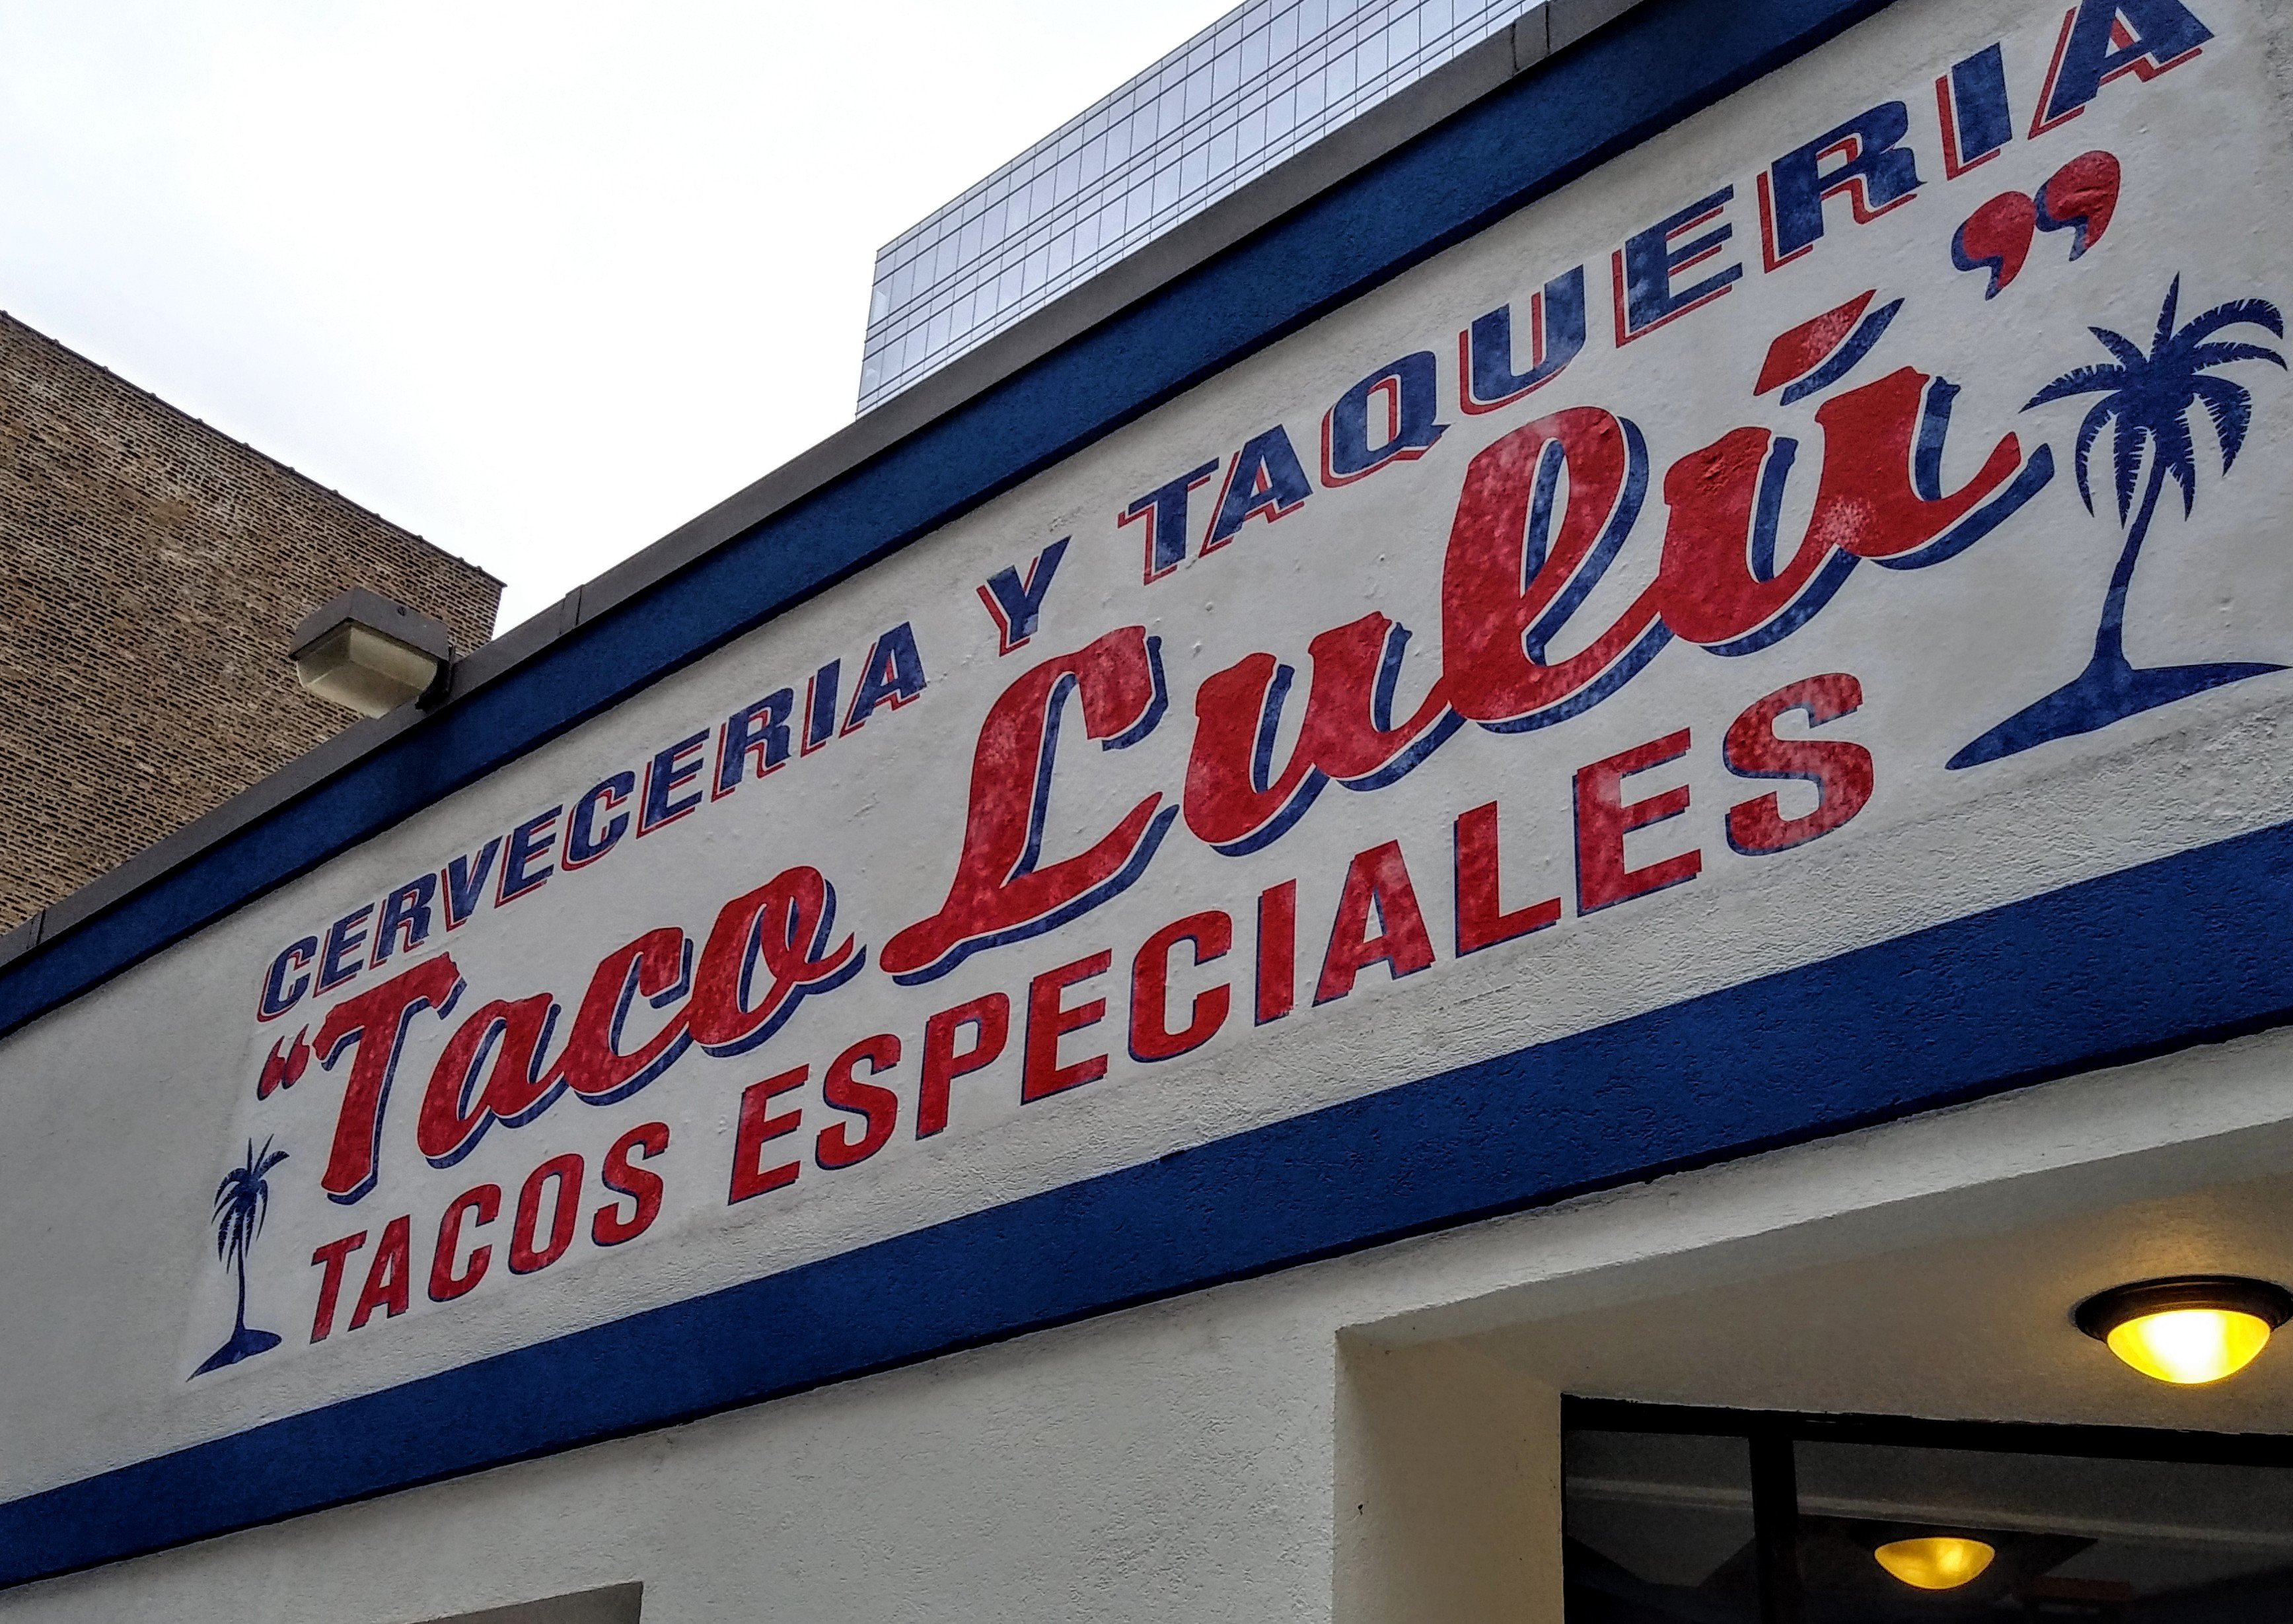 CERVECERIA Y TAQUERIA
“Taco Lulú”
TACOS ESPECIALES